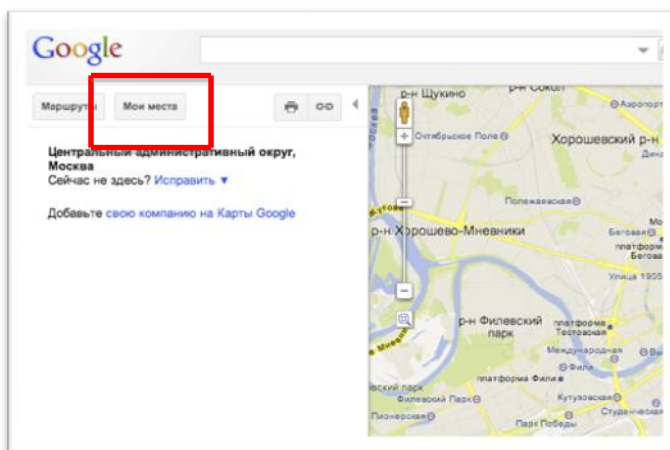 Google
Маршруты
Мои места
Центральный административный округ,
Москва
Сейчас не здесь? Исправить ▼
Добавьте свою компанию на Карты Google
р-н Щукино
р-н Сокол
Аэропорт
Октябрьское Поле
Хорошевский р-н
Полежаевская
р-н Хорошево-Мневники
Беговая
платформ
Беговая
Улица 1905
р-н Филевский
парк
платформа
Тестовская
Международная
Фили
платформа Фили
Филевский Парк
Кутузовская
Пионерская
Студенческая
Парк Победы